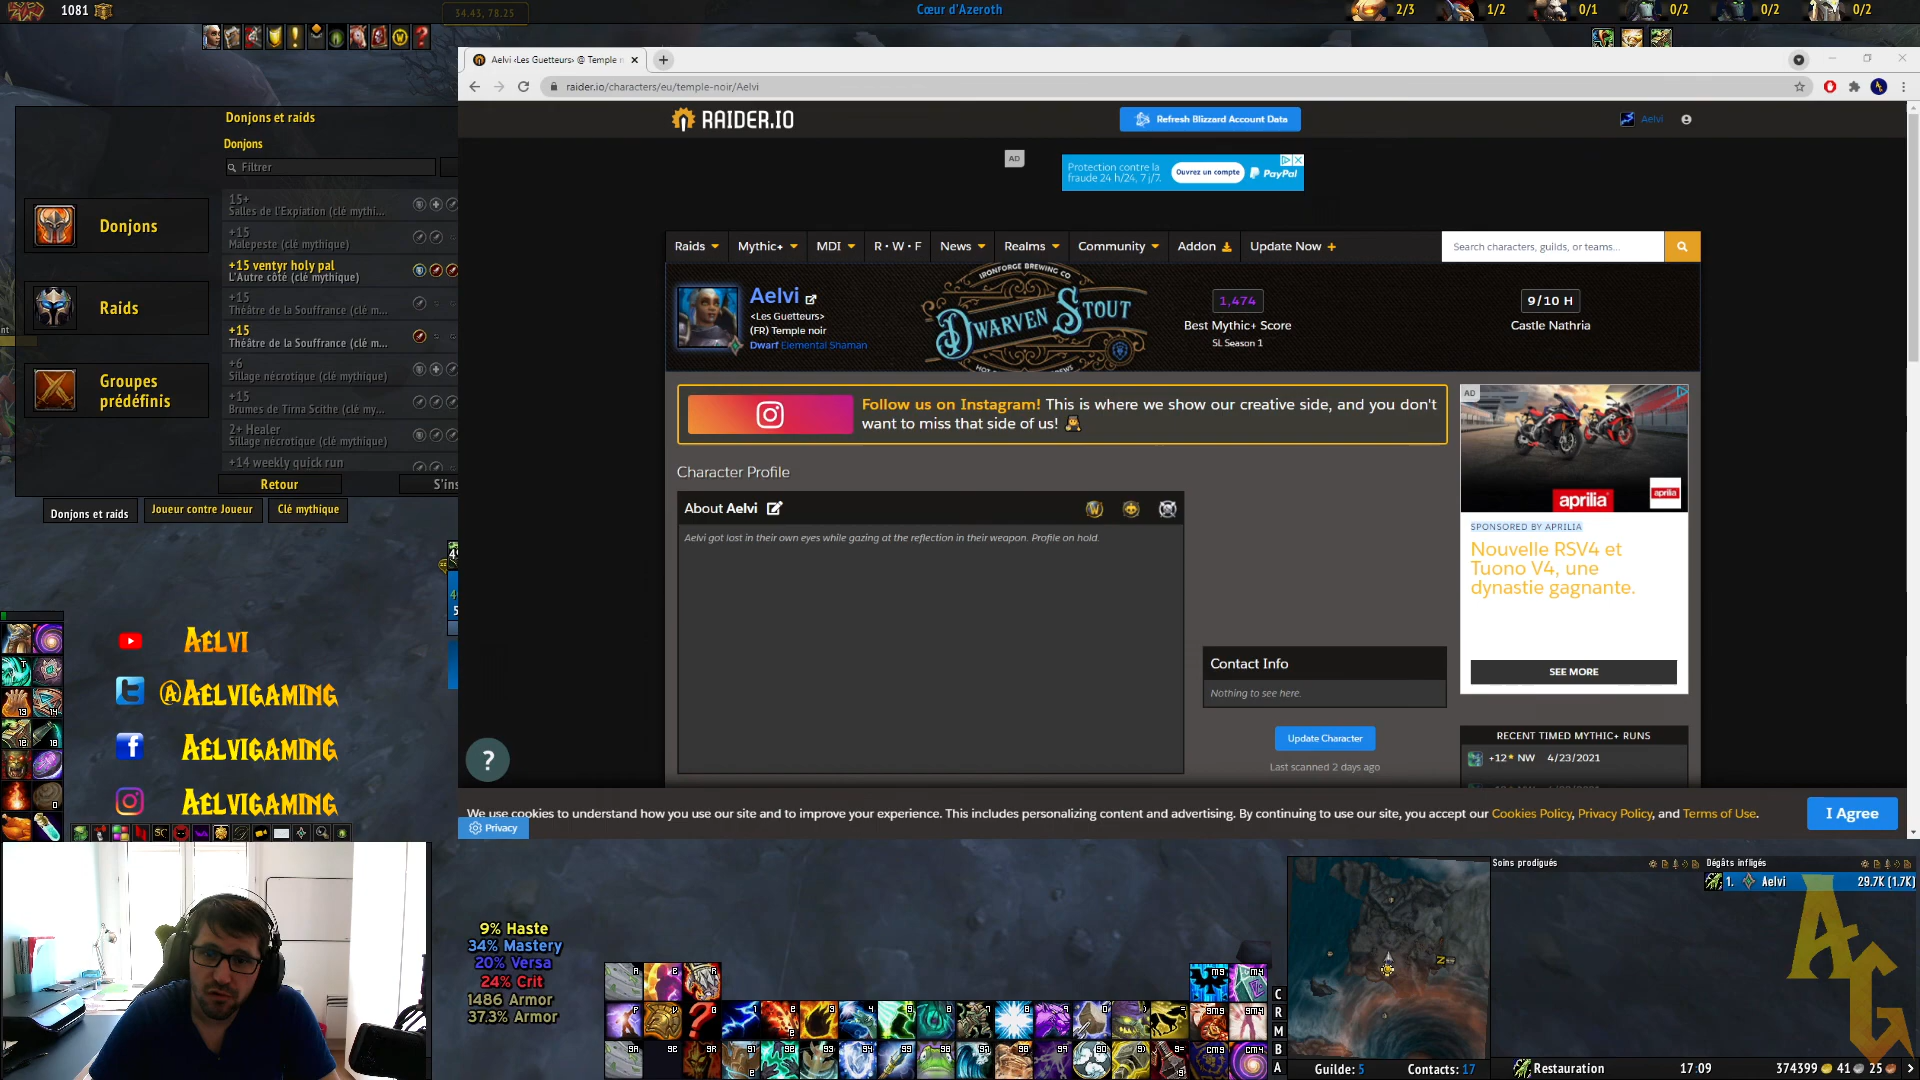 1081
34.43, 78.25
Cœur d'Azeroth
2/3
1/2
0/1
0/2
0/2
0/2
Aelvi ‹Les Guetteurs› @ Temple n
raider.io/characters/eu/temple-noir/Aelvi
RAIDER.IO
Refresh Blizzard Account Data
Aelvi
AD
Protection contre la
fraude 24 h/24, 7 j/7.
Ouvrez un compte
PayPal
Raids
Mythic+
MDI
R • W • F
News
Realms
Community
Addon
Update Now +
Search characters, guilds, or teams...
Aelvi
<Les Guetteurs>
(FR) Temple noir
Dwarf Elemental Shaman
IRONFORGE BREWING CO
DWARVEN STOUT
1,474
Best Mythic+ Score
SL Season 1
9/10 H
Castle Nathria
Follow us on Instagram! This is where we show our creative side, and you don't
want to miss that side of us!
Character Profile
About Aelvi
Aelvi got lost in their own eyes while gazing at the reflection in their weapon. Profile on hold.
Contact Info
Nothing to see here.
Update Character
Last scanned 2 days ago
AD
aprilia
aprilia
SPONSORED BY APRILIA
Nouvelle RSV4 et
Tuono V4, une
dynastie gagnante.
SEE MORE
RECENT TIMED MYTHIC+ RUNS
+12 NW 4/23/2021
We use cookies to understand how you use our site and to improve your experience. This includes personalizing content and advertising. By continuing to use our site, you accept our Cookies Policy, Privacy Policy, and Terms of Use.
I Agree
Privacy
Donjons et raids
Donjons
Filtrer
Donjons
Raids
Groupes
prédéfinis
15+
Salles de l'Expiation (clé mythi...
+15
Malepeste (clé mythique)
+15 ventyr holy pal
L'Autre côté (clé mythique)
+15
Théâtre de la Souffrance (clé m...
+15
Théâtre de la Souffrance (clé m...
+6
Sillage nécrotique (clé mythique)
+15
Brumes de Tirna Scithe (clé my...
2+ Healer
Sillage nécrotique (clé mythique)
+14 weekly quick run
Retour
S'ins
Donjons et raids
Joueur contre Joueur
Clé mythique
AELVI
@AELVIGAMING
AELVIGAMING
AELVIGAMING
9% Haste
34% Mastery
20% Versa
24% Crit
1486 Armor
37.3% Armor
C
R
M
B
A
Soins prodigués
Dégâts infligés
1. Aelvi
29.7K (1.7K)
AG
Guilde: 5
Contacts: 17
Restauration
17:09
374399 41 25